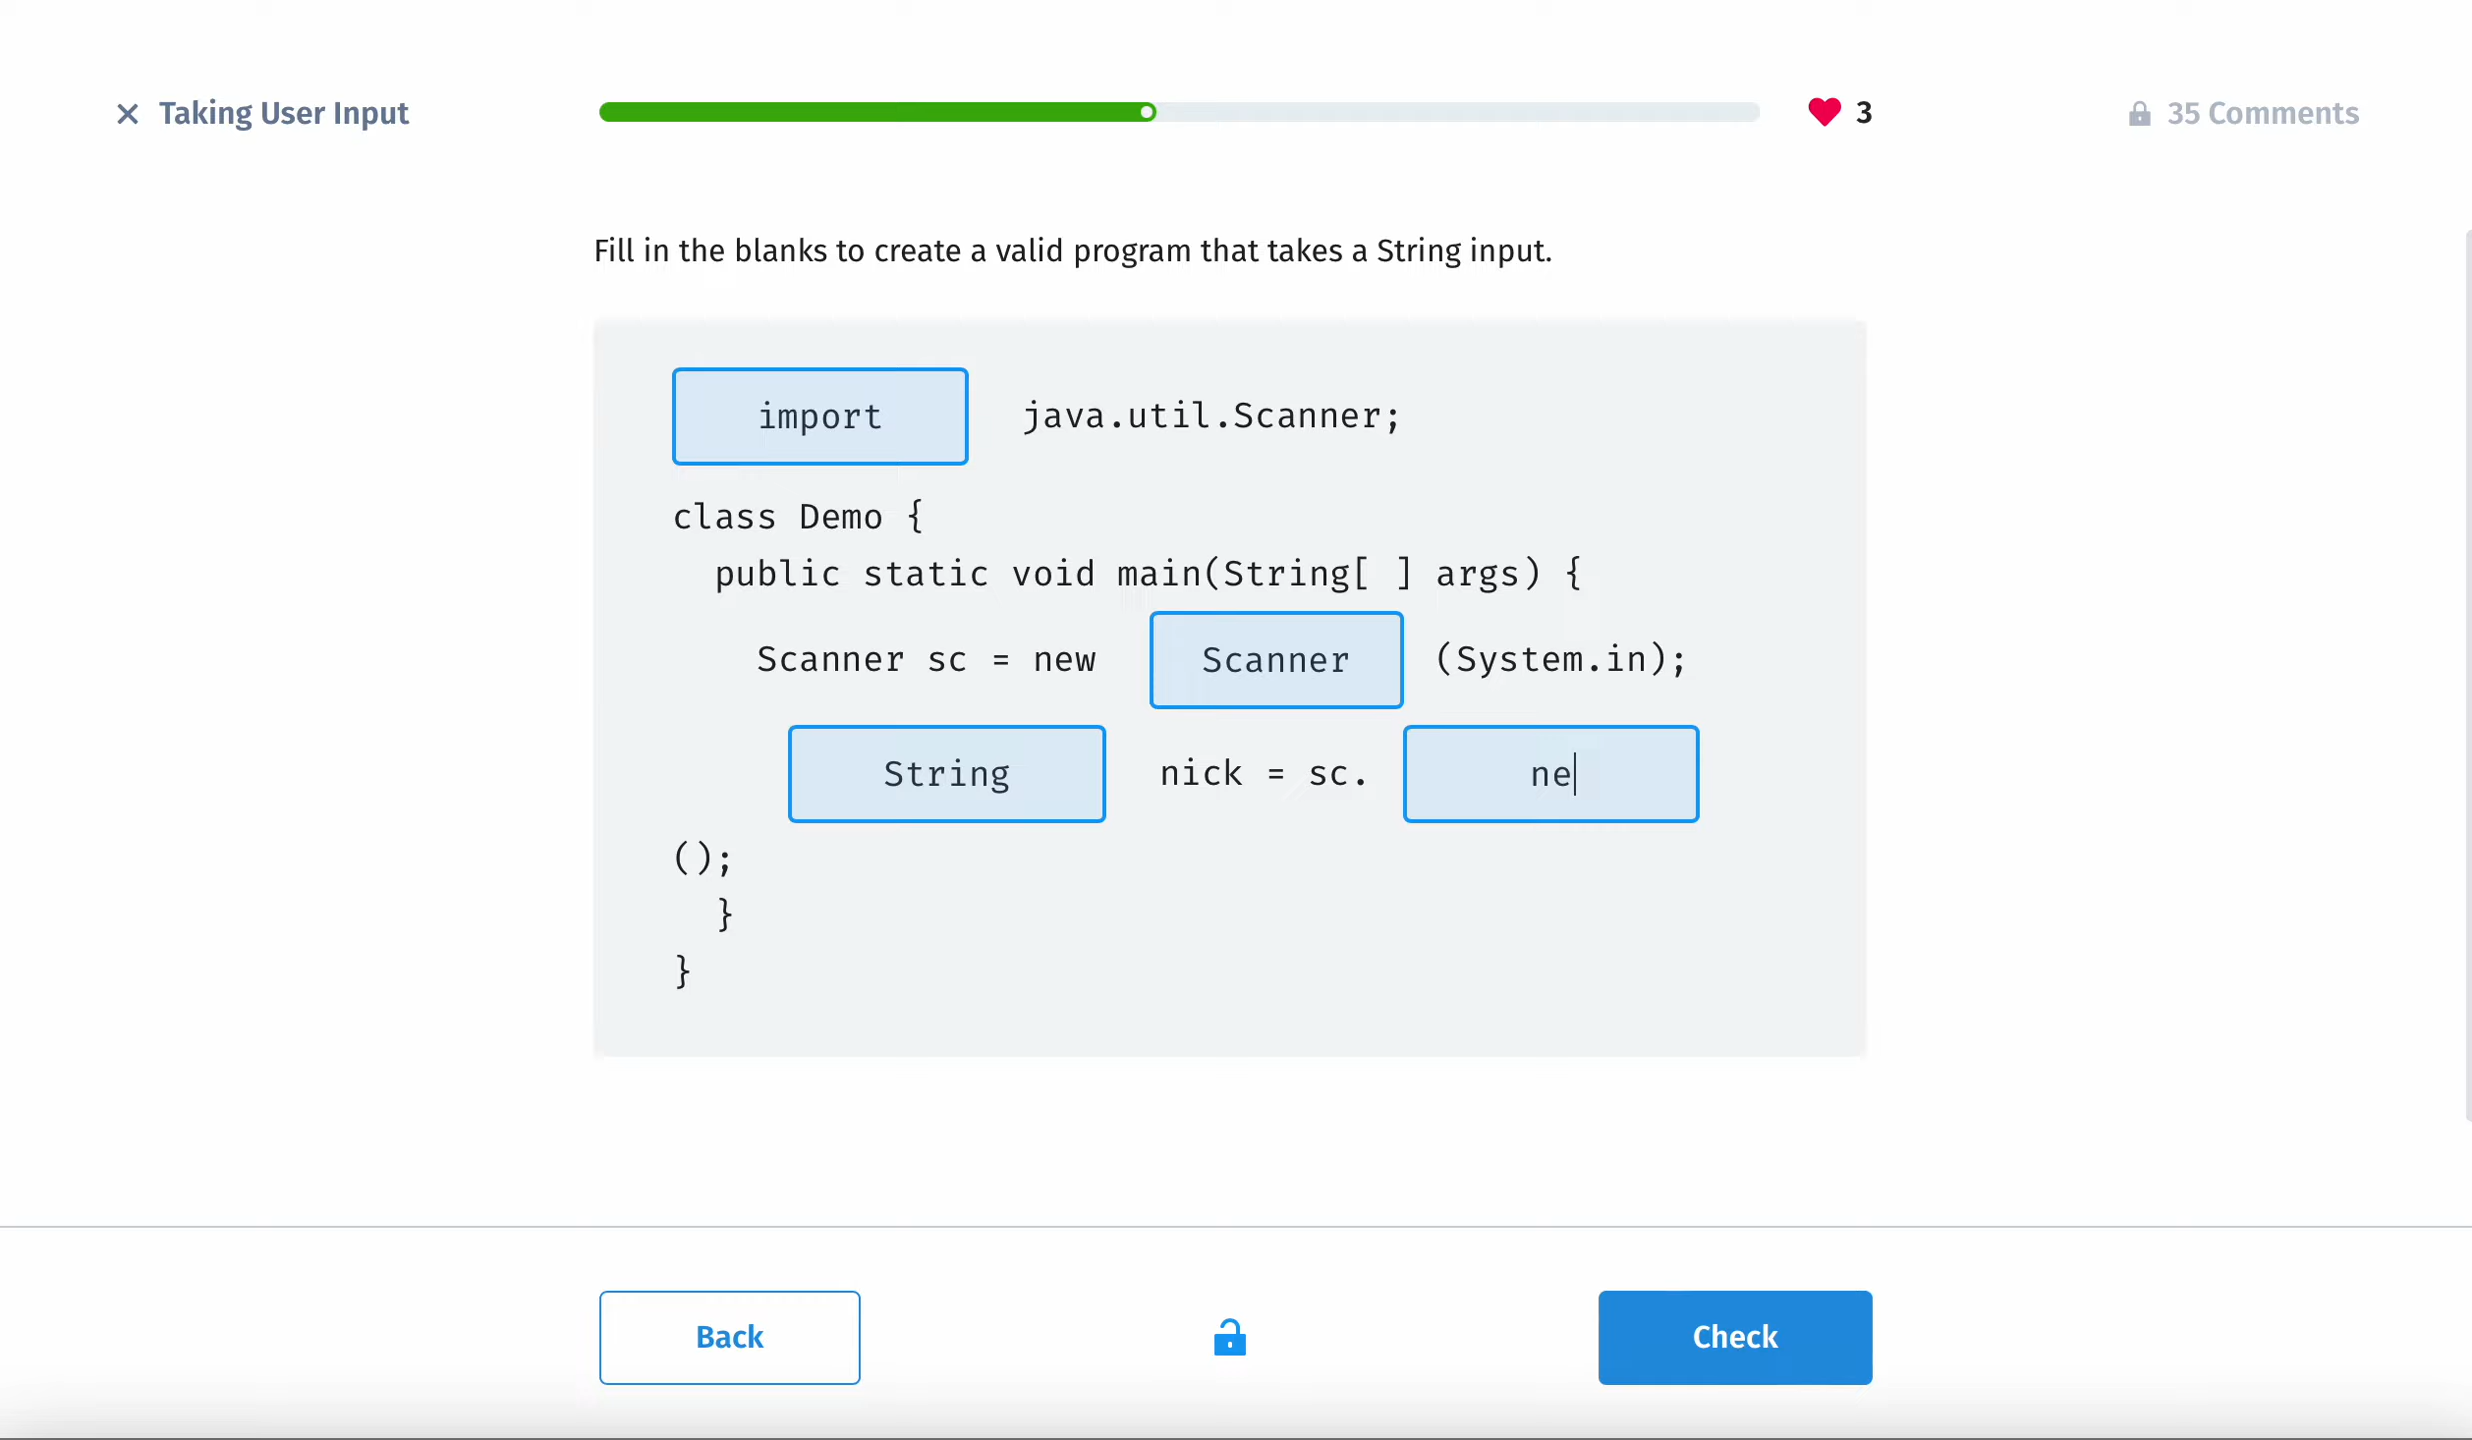 Taking User Input
3
35 Comments
Fill in the blanks to create a valid program that takes a String input.
import java.util.Scanner;
class Demo {
public static void main(String[ ] args) {
Scanner sc = new Scanner (System.in);
String nick = sc. ne
();
}
}
Back
Check